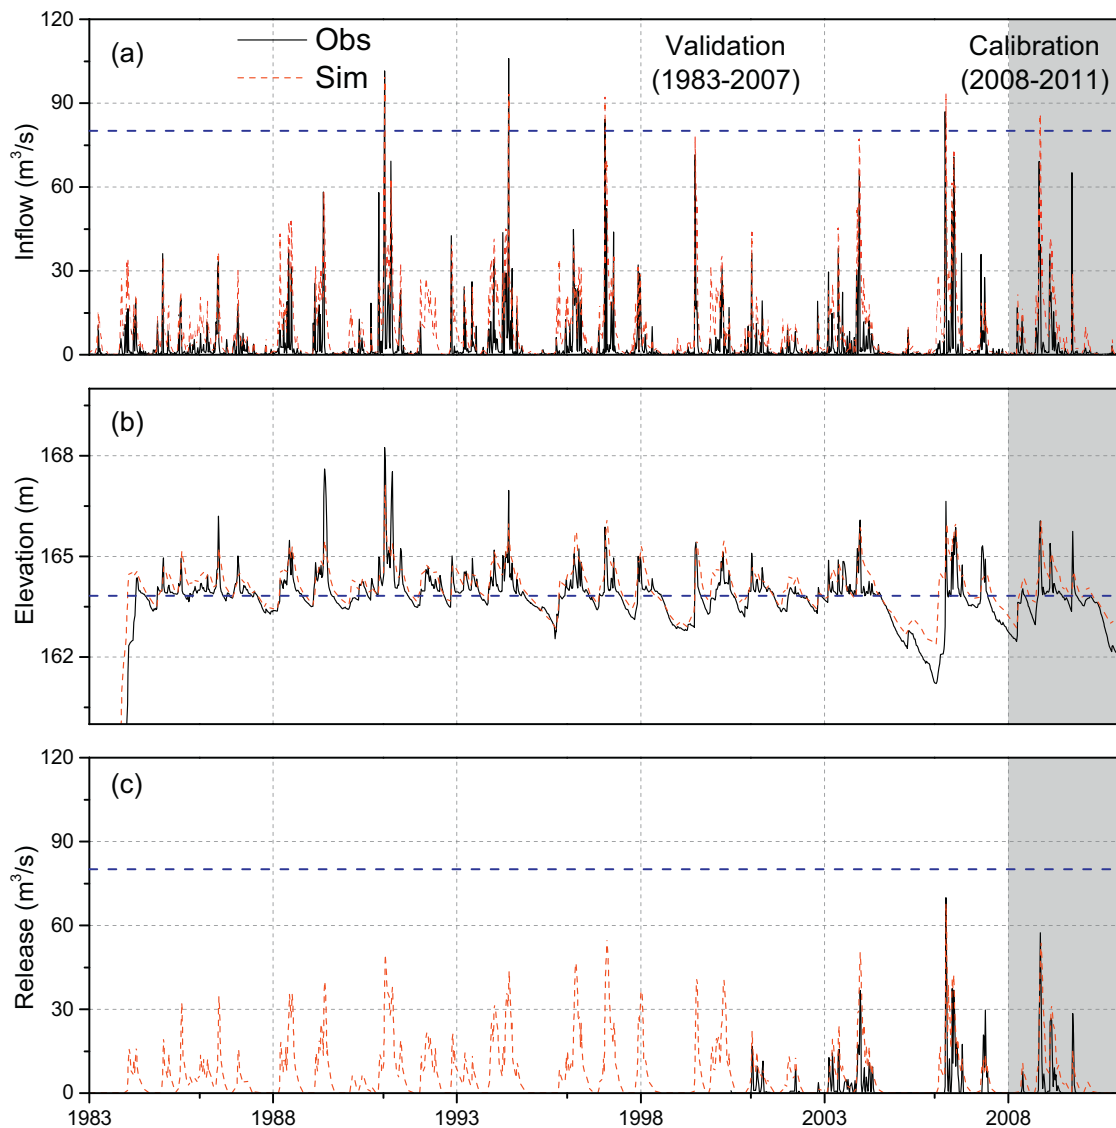 120
(a)
Obs
Sim
Validation
(1983-2007)
Calibration
(2008-2011)
90
60
30
0
Inflow (m³/s)
(b)
168
165
162
Elevation (m)
120
(c)
90
60
30
0
Release (m³/s)
1983 1988 1993 1998 2003 2008